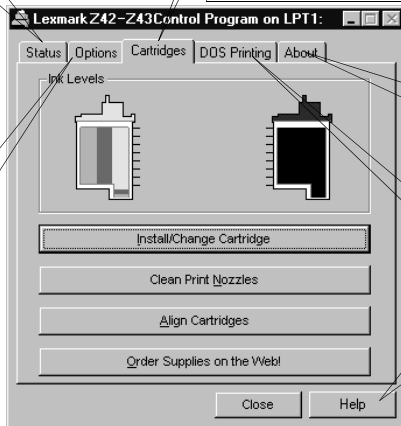 Lexmark Z42-Z43Control Program on LPT1:
Status Options Cartridges DOS Printing About
Ink Levels
Install/Change Cartridge
Clean Print Nozzles
Align Cartridges
Order Supplies on the Web!
Close Help